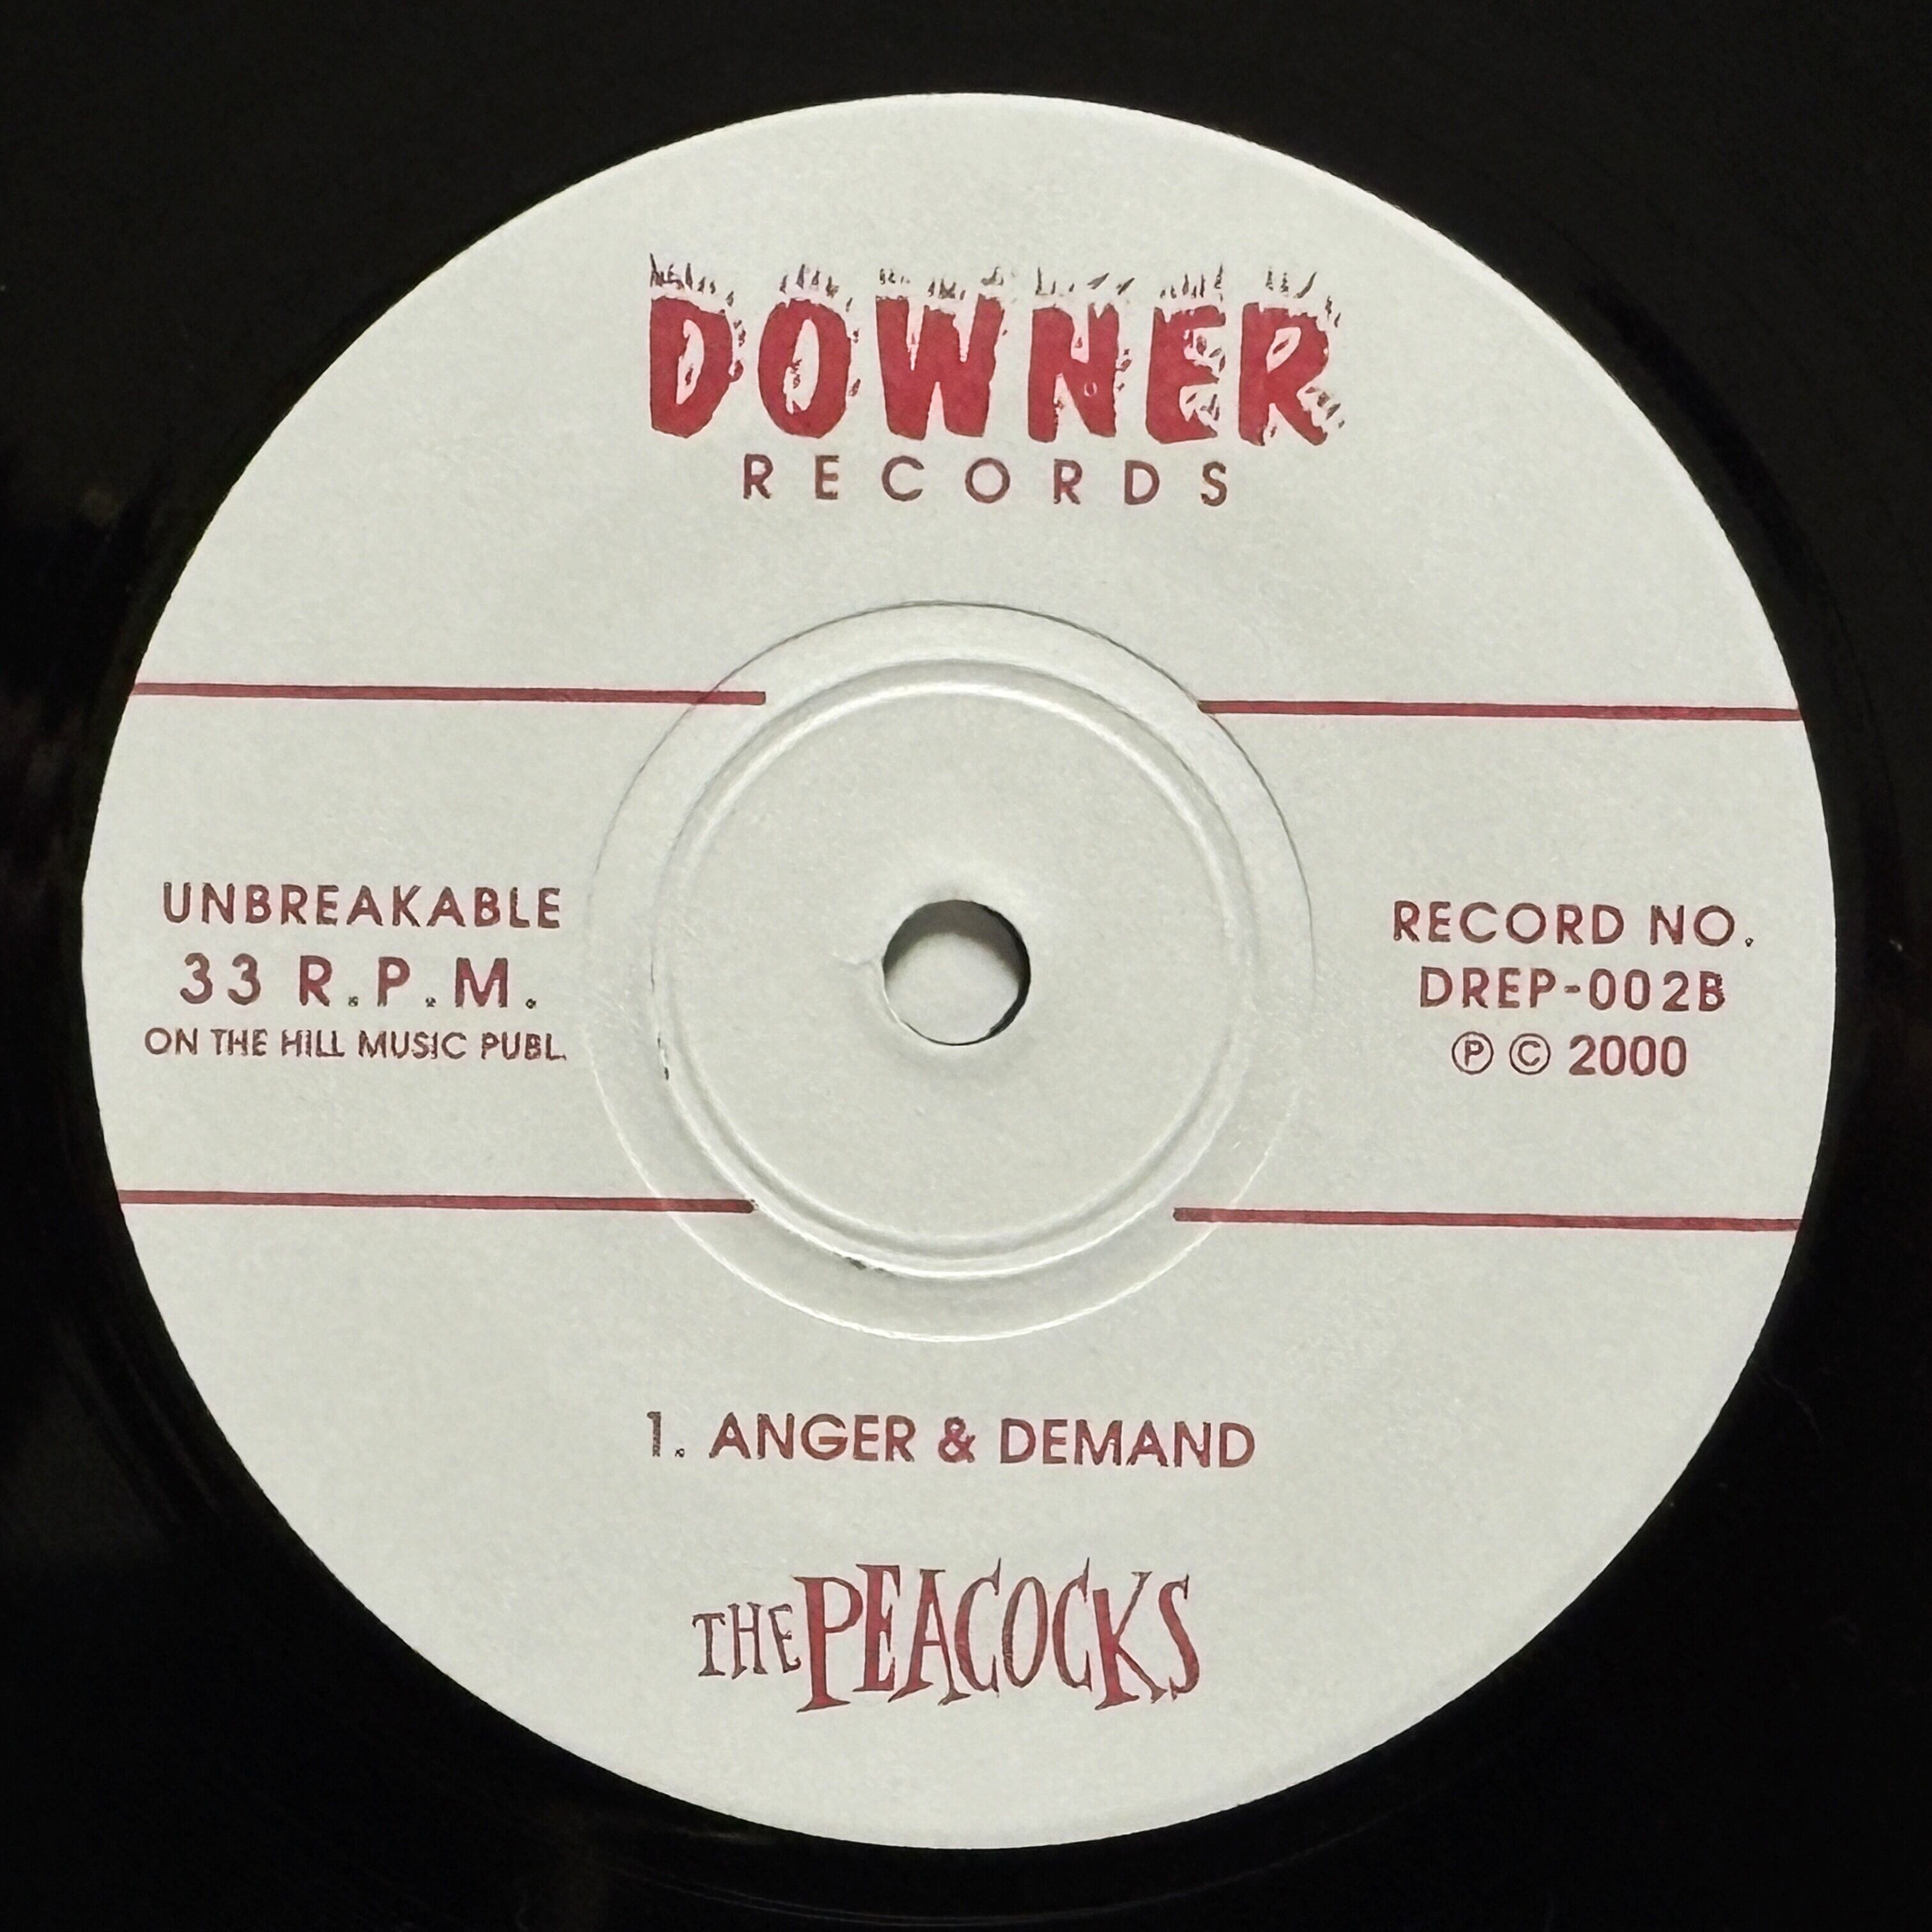 DOWNER
RECORDS
UNBREAKABLE
33 R.P.M.
ON THE HILL MUSIC PUBL.
RECORD NO.
DREP-002B
Ⓟ © 2000
1. ANGER & DEMAND
THE PEACOCKS